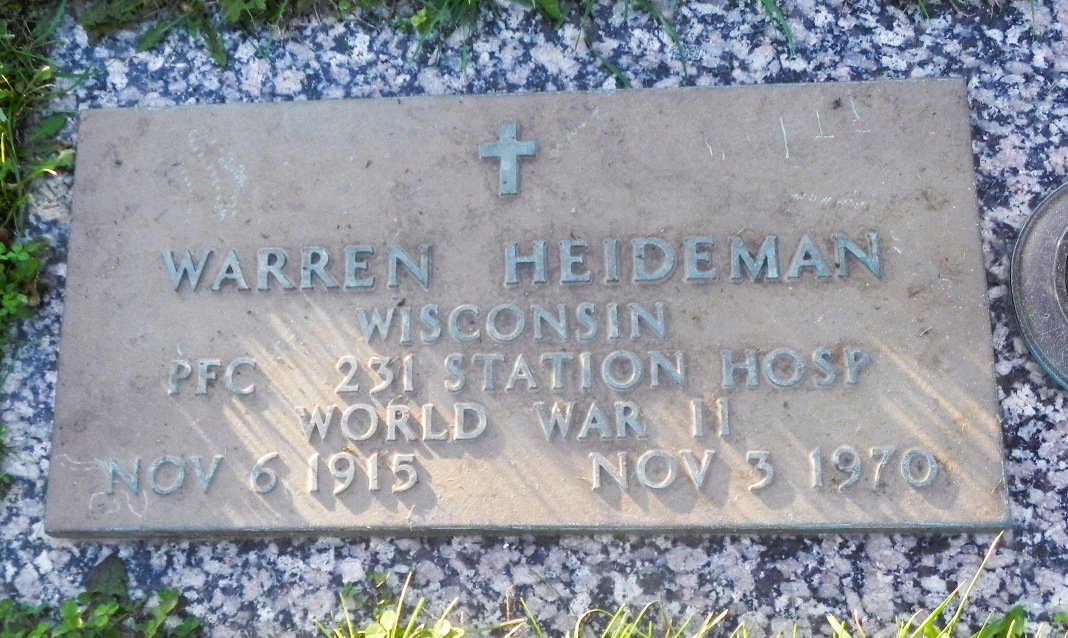 WARREN HEIDEMAN
WISCONSIN
PFC 231 STATION HOSP
WORLD WAR II
NOV 6 1915 NOV 3 1970